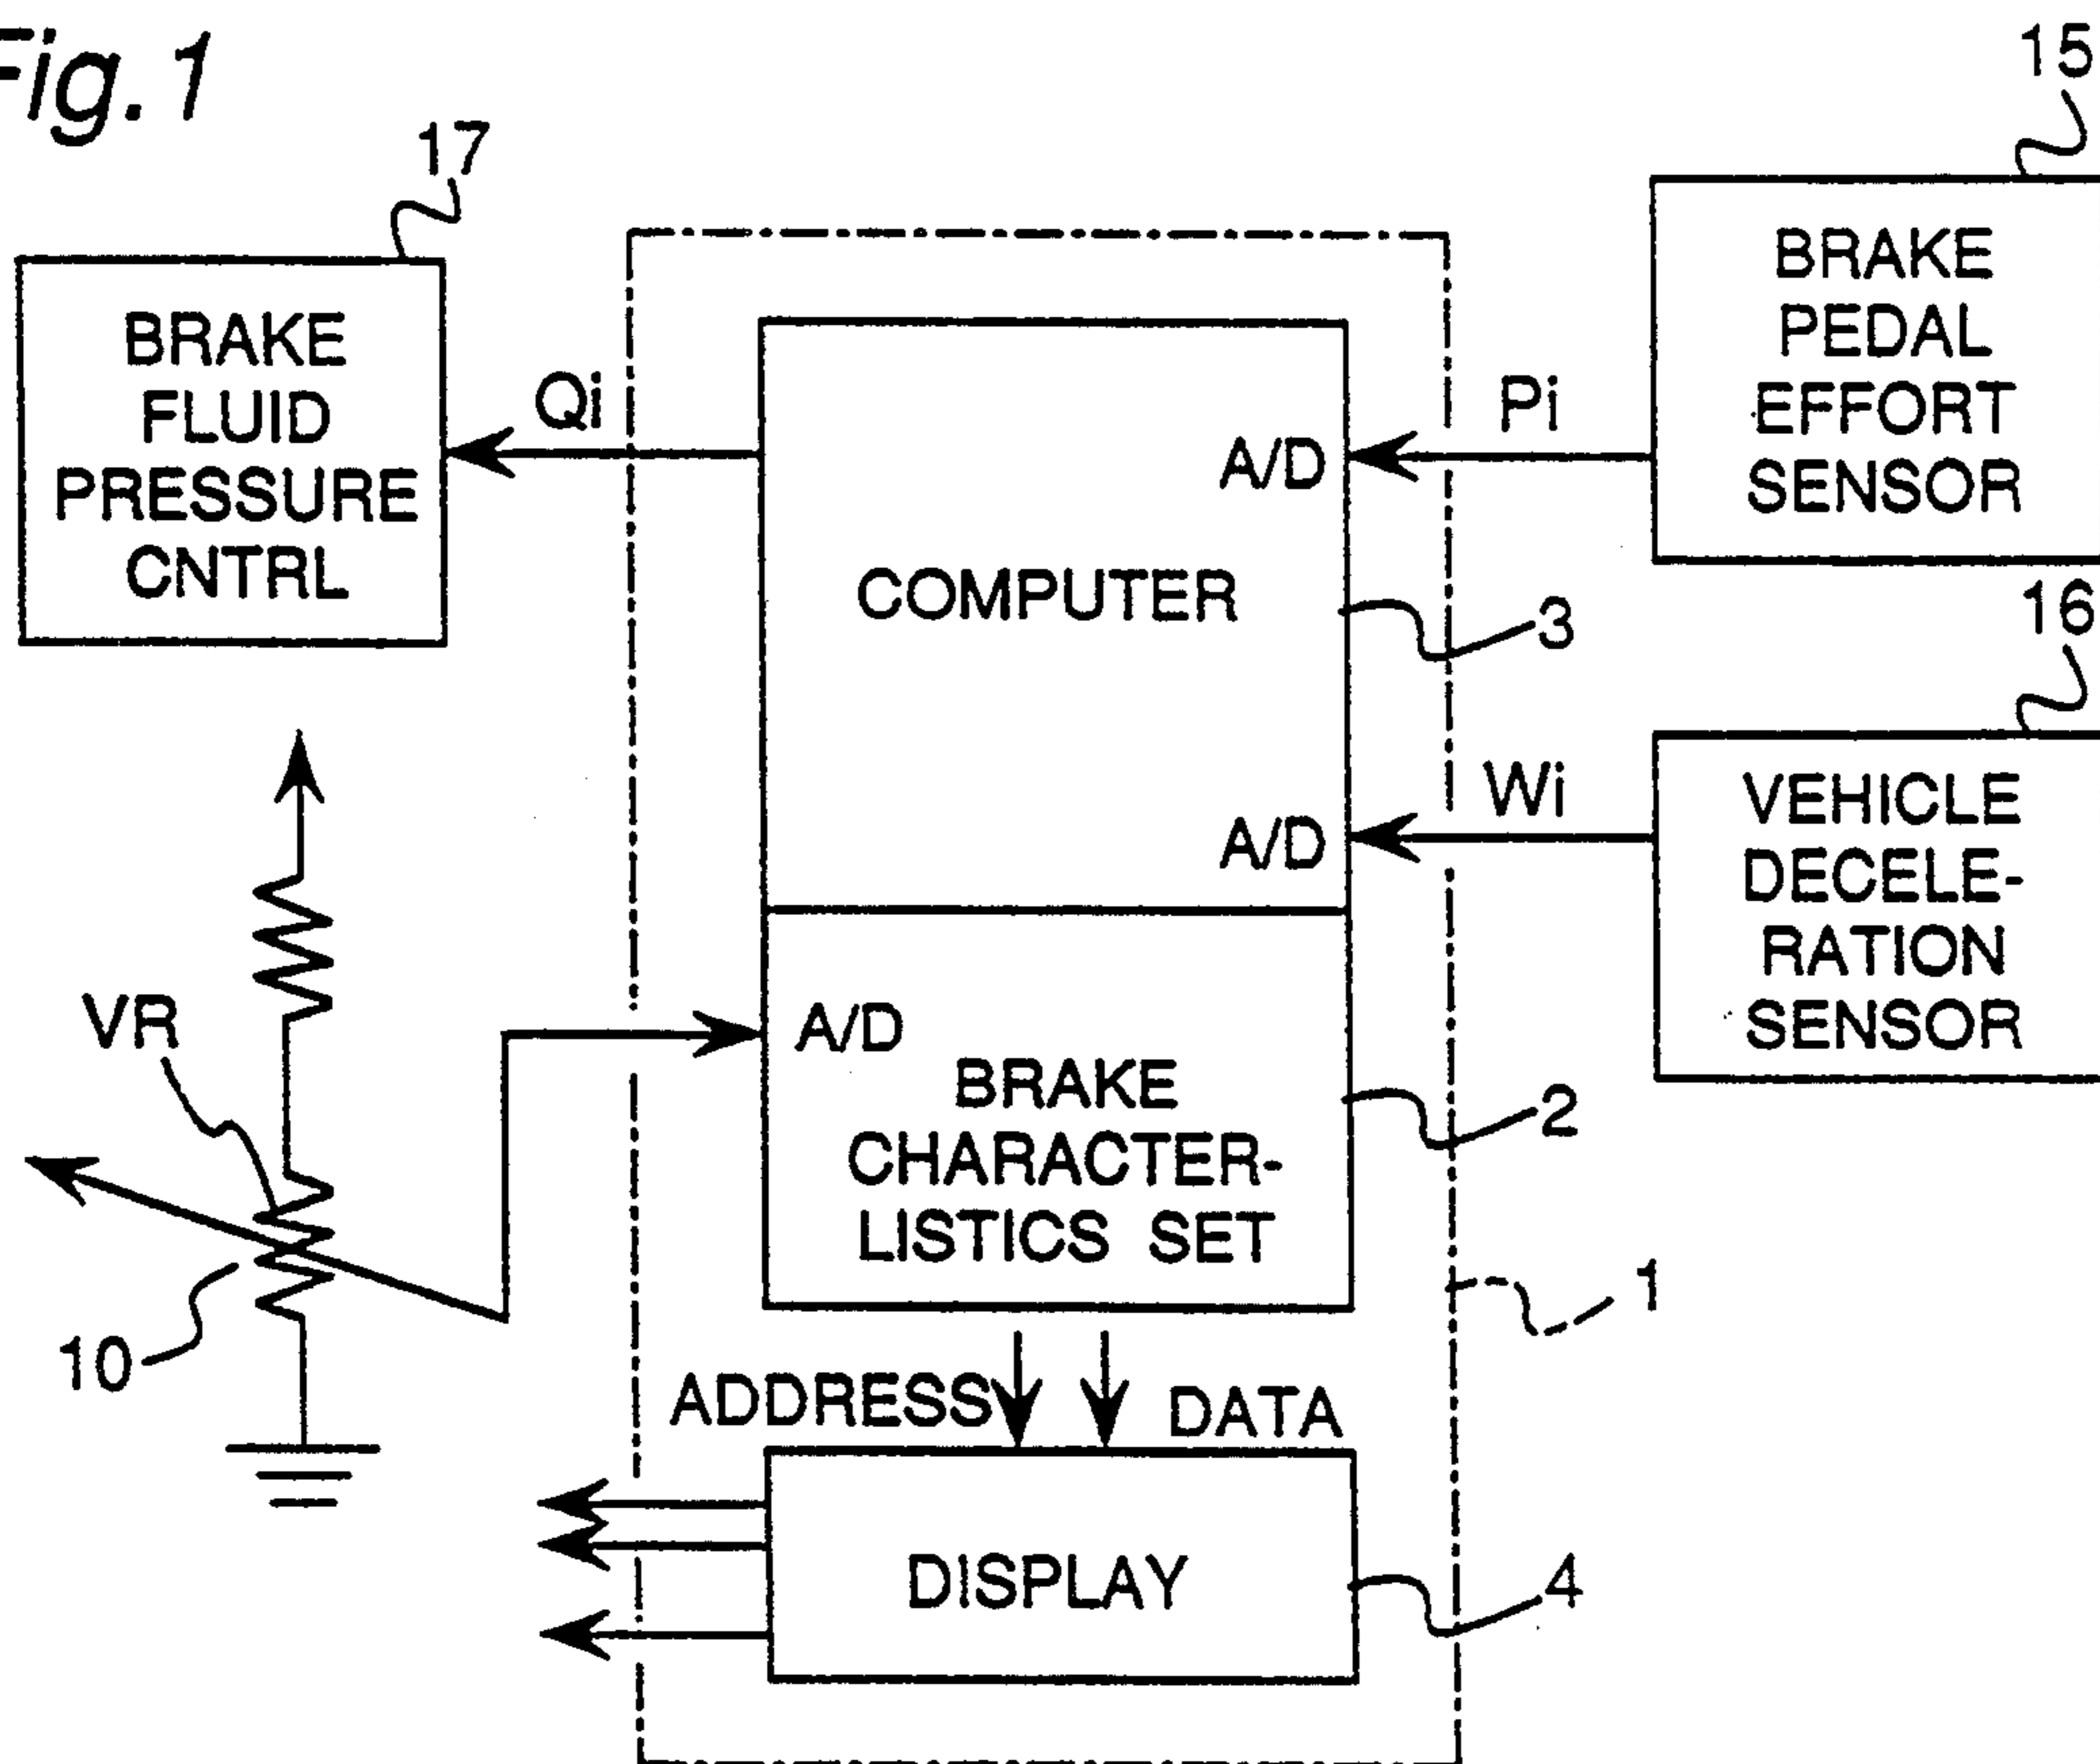 Fig.1
15
17
BRAKE
PEDAL
EFFORT
SENSOR
BRAKE
FLUID
PRESSURE
CNTRL
Qi
Pi
A/D
COMPUTER
3
16
Wi
A/D
VEHICLE
DECELE-
RATION
SENSOR
VR
A/D
BRAKE
CHARACTER-
LISTICS SET
2
1
10
ADDRESS
DATA
DISPLAY
4